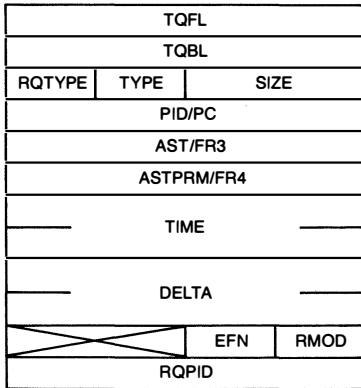 TQFL
TQBL
RQTYPE TYPE SIZE
PID/PC
AST/FR3
ASTPRM/FR4
TIME
DELTA
EFN RMOD
RQPID